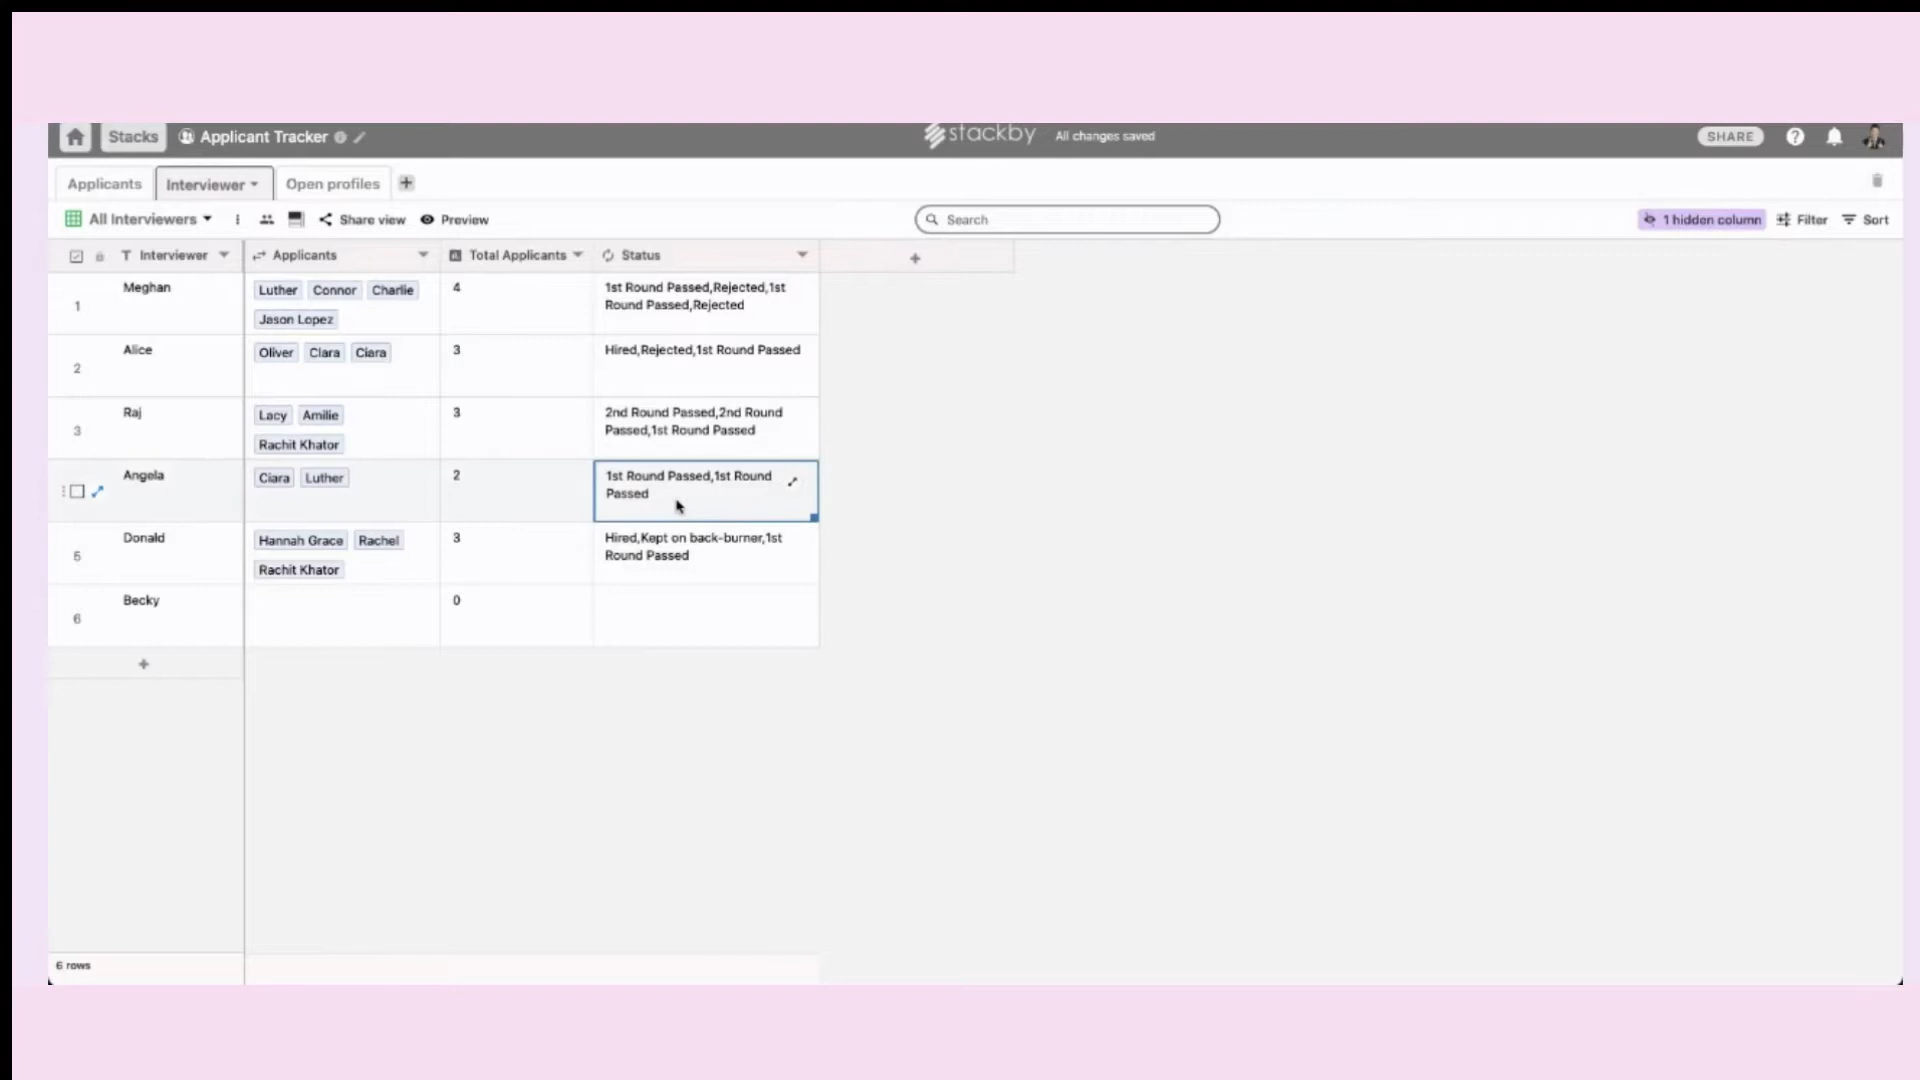 Stacks Applicant Tracker stackby All changes saved SHARE
Applicants Interviewer Open profiles
All Interviewers Share view Preview Search 1 hidden column Filter Sort
Interviewer Applicants Total Applicants Status
1 Meghan Luther Connor Charlie 4 1st Round Passed,Rejected,1st
Jason Lopez Round Passed,Rejected
2 Alice Oliver Clara Ciara 3 Hired,Rejected,1st Round Passed
3 Raj Lacy Amilie 3 2nd Round Passed,2nd Round
Rachit Khator Passed,1st Round Passed
Angela Ciara Luther 2 1st Round Passed,1st Round
Passed
5 Donald Hannah Grace Rachel 3 Hired,Kept on back-burner,1st
Rachit Khator Round Passed
6 Becky 0
6 rows